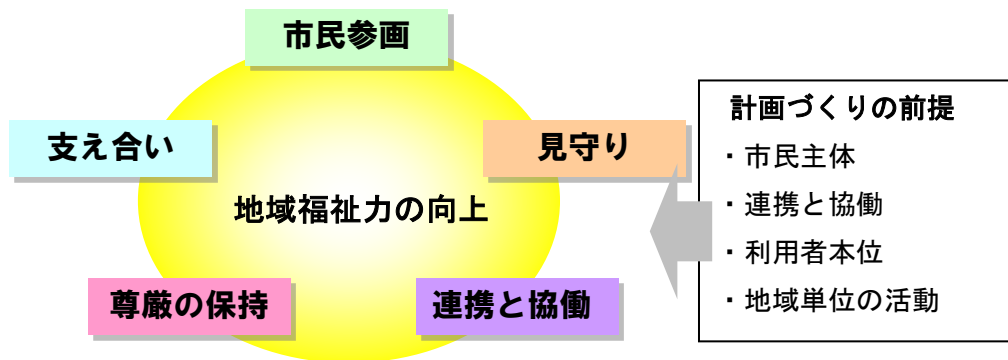 市民参画
支え合い
見守り
地域福祉力の向上
尊厳の保持
連携と協働
計画づくりの前提
・市民主体
・連携と協働
・利用者本位
・地域単位の活動